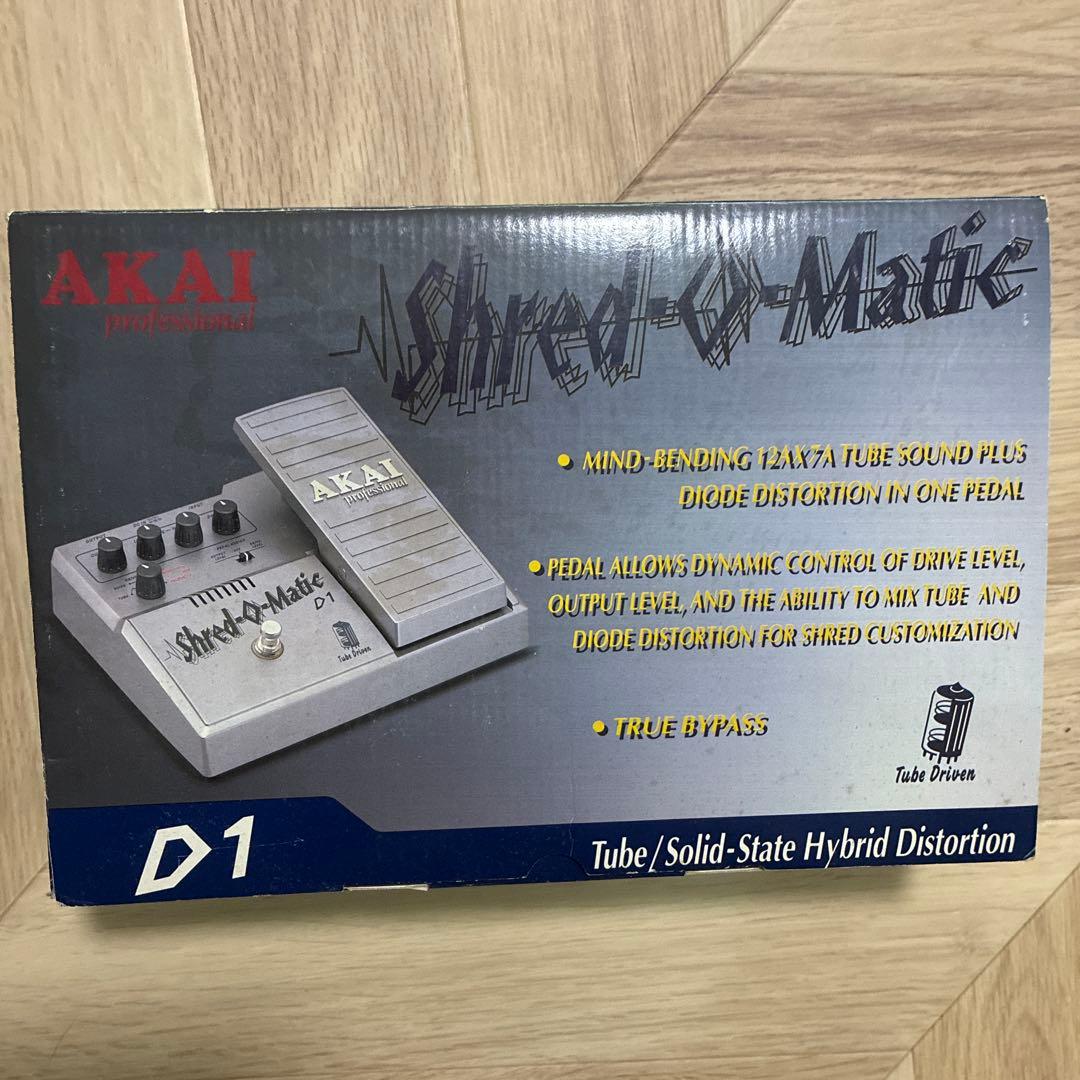 AKAI
professional
Shred-O-Matic
• MIND-BENDING 12AX7A TUBE SOUND PLUS
DIODE DISTORTION IN ONE PEDAL
• PEDAL ALLOWS DYNAMIC CONTROL OF DRIVE LEVEL,
OUTPUT LEVEL, AND THE ABILITY TO MIX TUBE AND
DIODE DISTORTION FOR SHRED CUSTOMIZATION
• TRUE BYPASS
Tube Driven
AKAI
professional
OUTPUT
INPUT
Shred-O-Matic
D1
Tube Driven
D1
Tube/Solid-State Hybrid Distortion